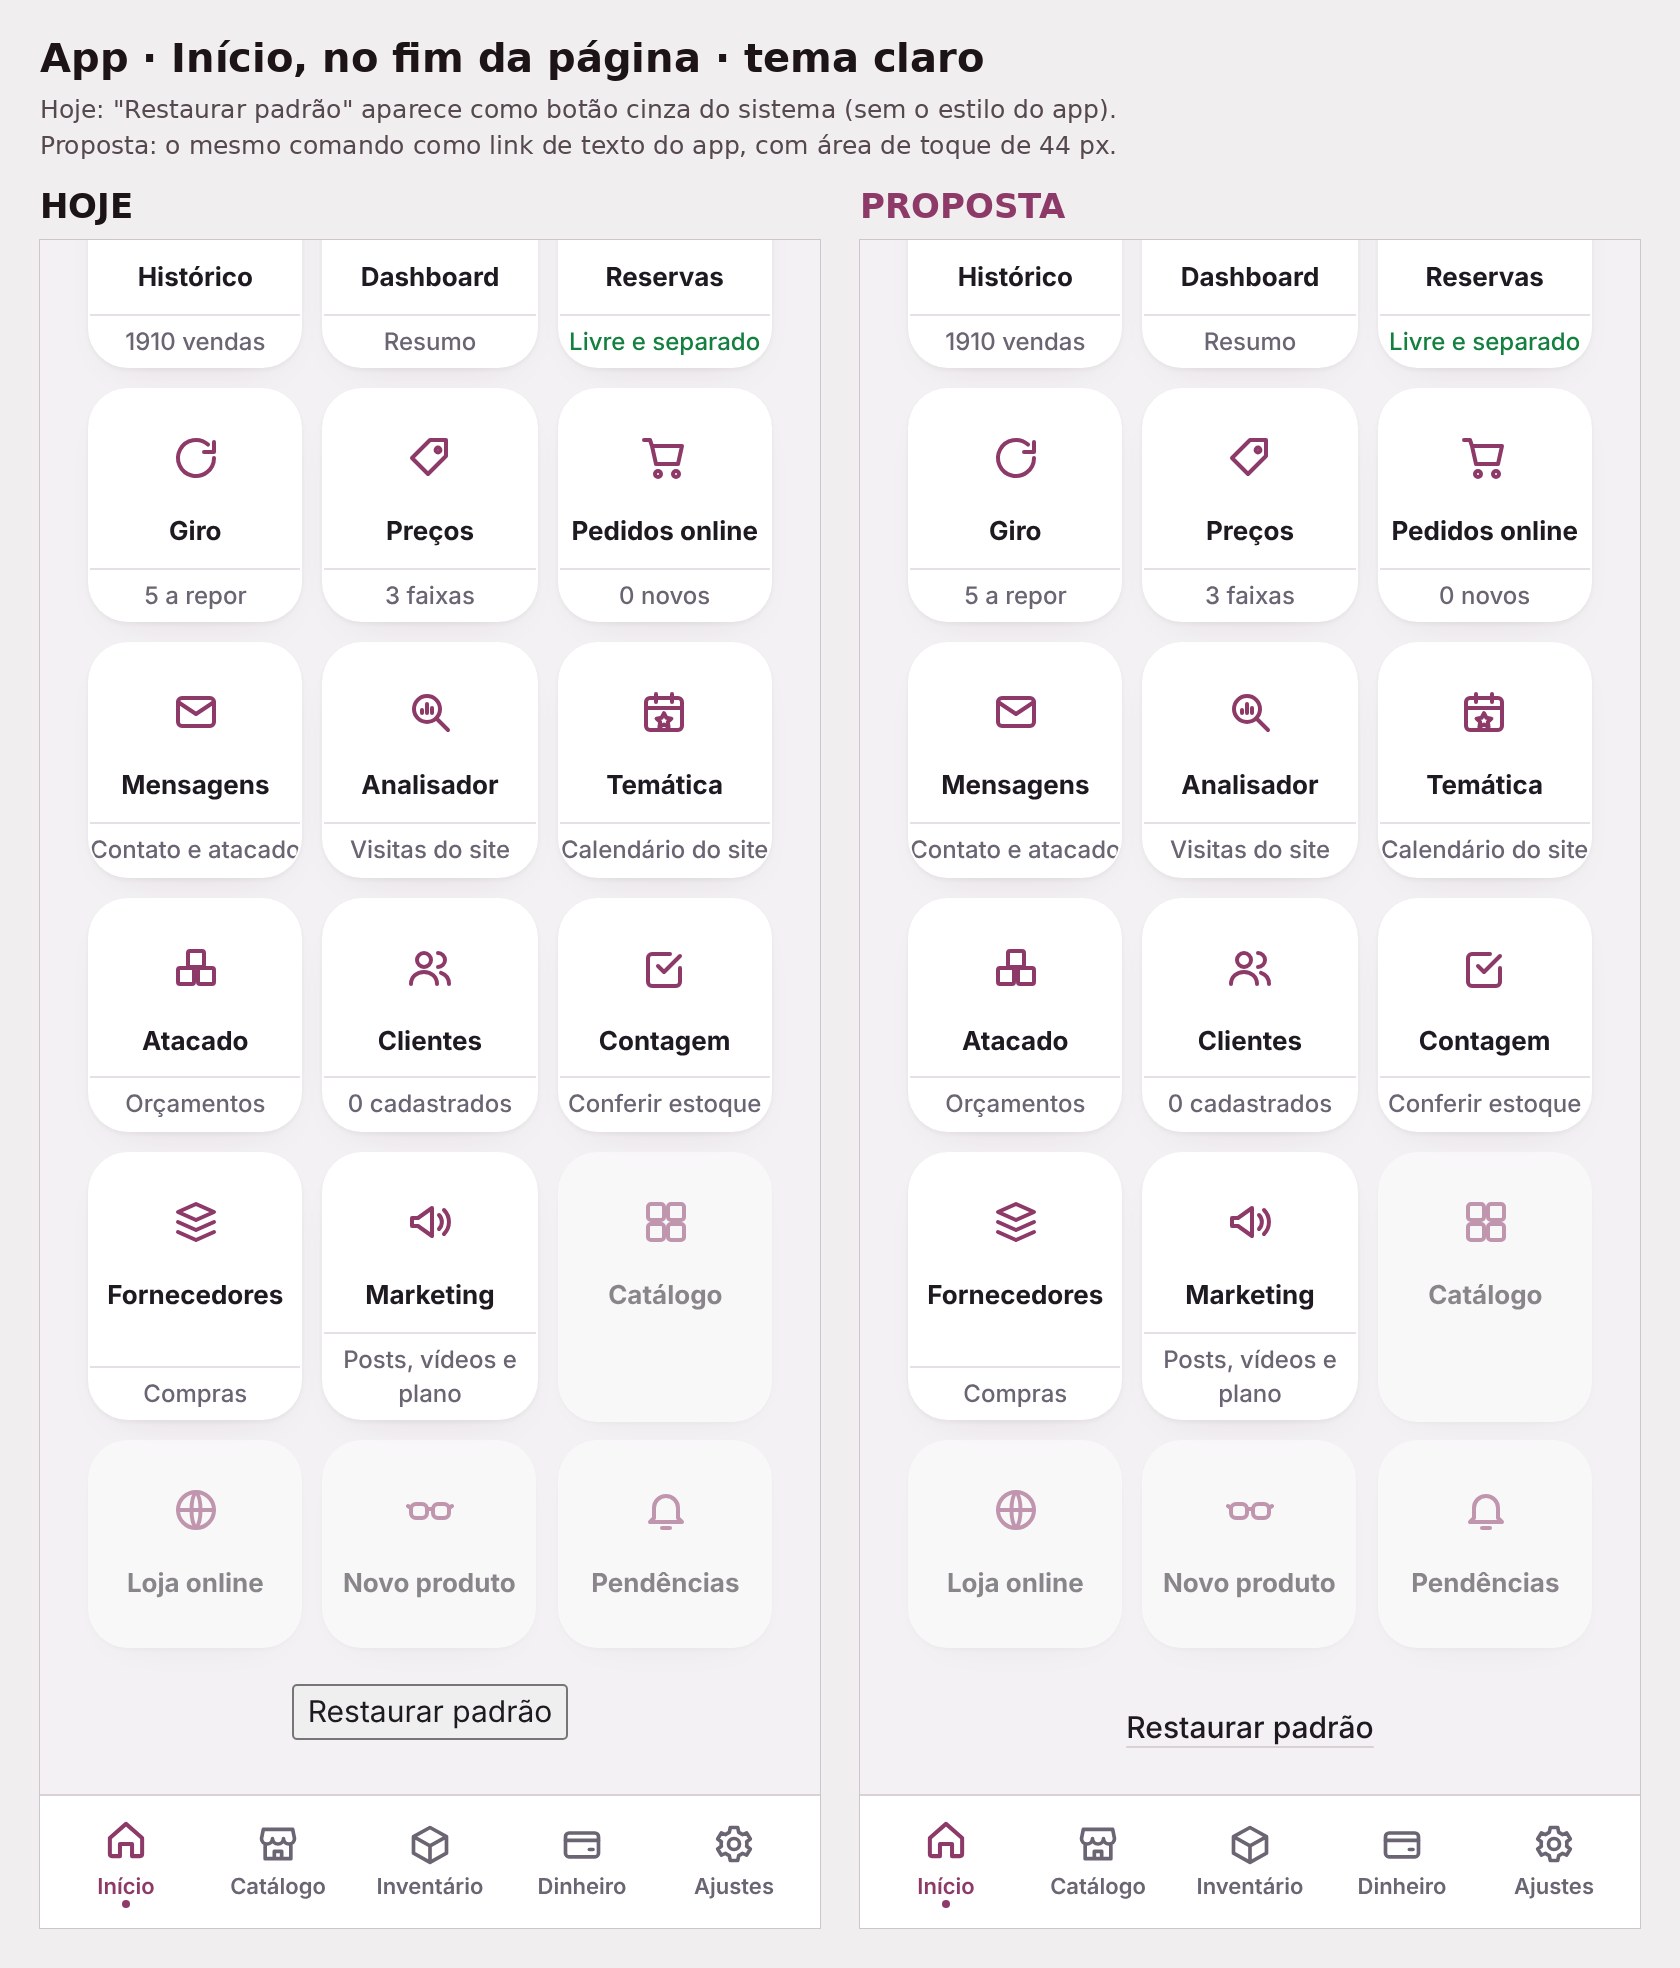 App · Início, no fim da página · tema claro
Hoje: "Restaurar padrão" aparece como botão cinza do sistema (sem o estilo do app).
Proposta: o mesmo comando como link de texto do app, com área de toque de 44 px.
HOJE
Histórico Dashboard Reservas
1910 vendas Resumo Livre e separado
Giro Preços Pedidos online
5 a repor 3 faixas 0 novos
Mensagens Analisador Temática
Contato e atacado Visitas do site Calendário do site
Atacado Clientes Contagem
Orçamentos 0 cadastrados Conferir estoque
Fornecedores Marketing Catálogo
Compras Posts, vídeos e
plano
Loja online Novo produto Pendências
Restaurar padrão
Início Catálogo Inventário Dinheiro Ajustes
PROPOSTA
Histórico Dashboard Reservas
1910 vendas Resumo Livre e separado
Giro Preços Pedidos online
5 a repor 3 faixas 0 novos
Mensagens Analisador Temática
Contato e atacado Visitas do site Calendário do site
Atacado Clientes Contagem
Orçamentos 0 cadastrados Conferir estoque
Fornecedores Marketing Catálogo
Compras Posts, vídeos e
plano
Loja online Novo produto Pendências
Restaurar padrão
Início Catálogo Inventário Dinheiro Ajustes